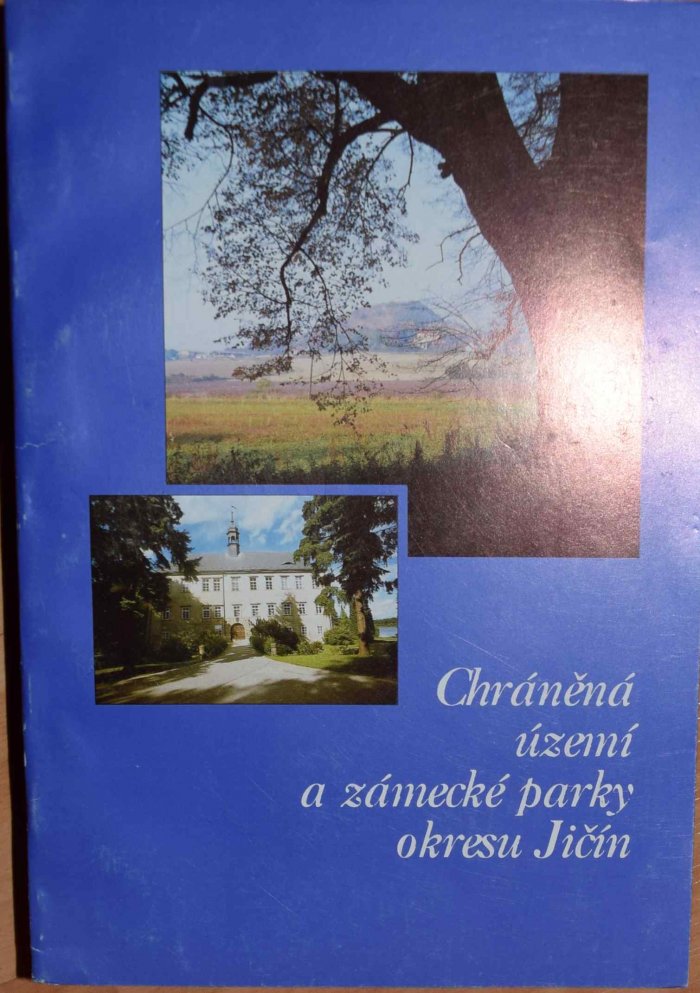 Chráněná
území
a zámecké parky
okresu Jičín